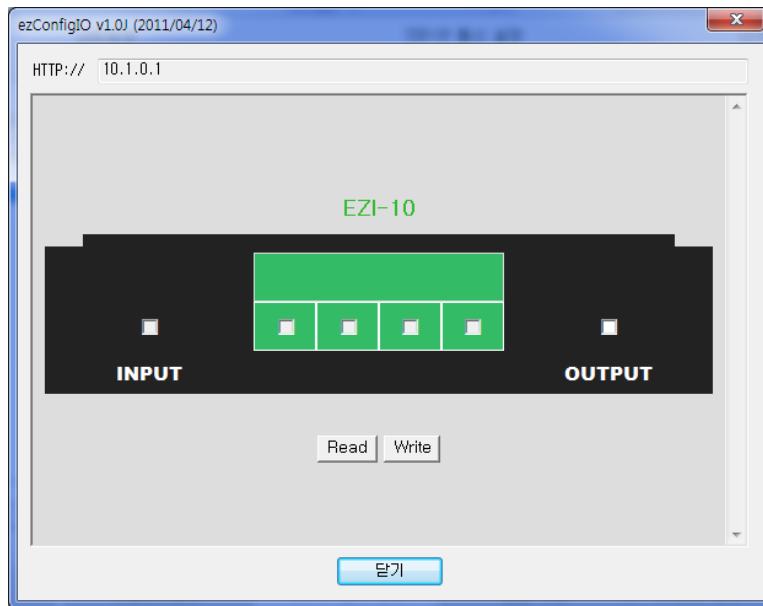 ezConfigIO v1.0J (2011/04/12)
HTTP:// 10.1.0.1
EZI-10
INPUT OUTPUT
Read Write
닫기